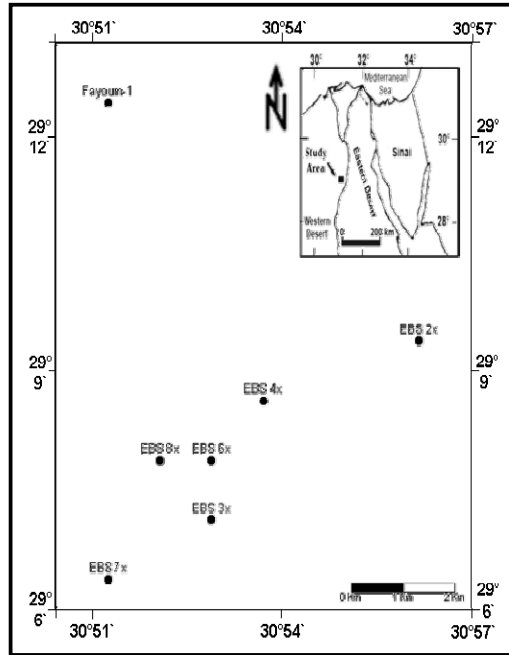 30°51` 30°54` 30°57`
Fayoum-1
N
30° 32° 34°
Mediterranean
Sea
30°
Sinai
Study
Area
Eastern Desert
28°
Western
Desert
0 200 km
29°
12`
29°
12`
EBS 2x
29°
9`
29°
9`
EBS 4x
EBS 8x EBS 6x
EBS 3x
EBS 7x
0 Km 1 Km 2 Km
29°
6`
29°
6`
30°51` 30°54` 30°57`